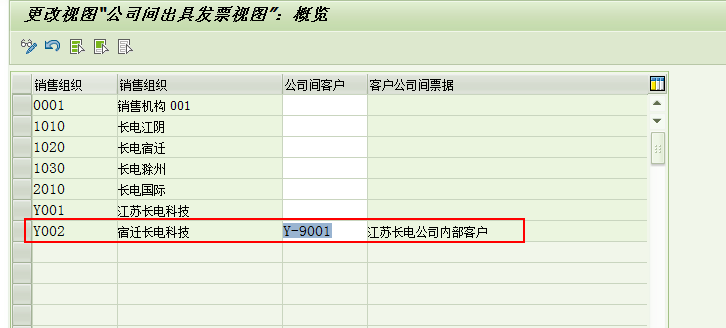 更改视图"公司间出具发票视图": 概览
销售组织 销售组织 公司间客户 客户公司间票据
0001 销售机构 001
1010 长电江阴
1020 长电宿迁
1030 长电滁州
2010 长电国际
Y001 江苏长电科技
Y002 宿迁长电科技 Y-9001 江苏长电公司内部客户